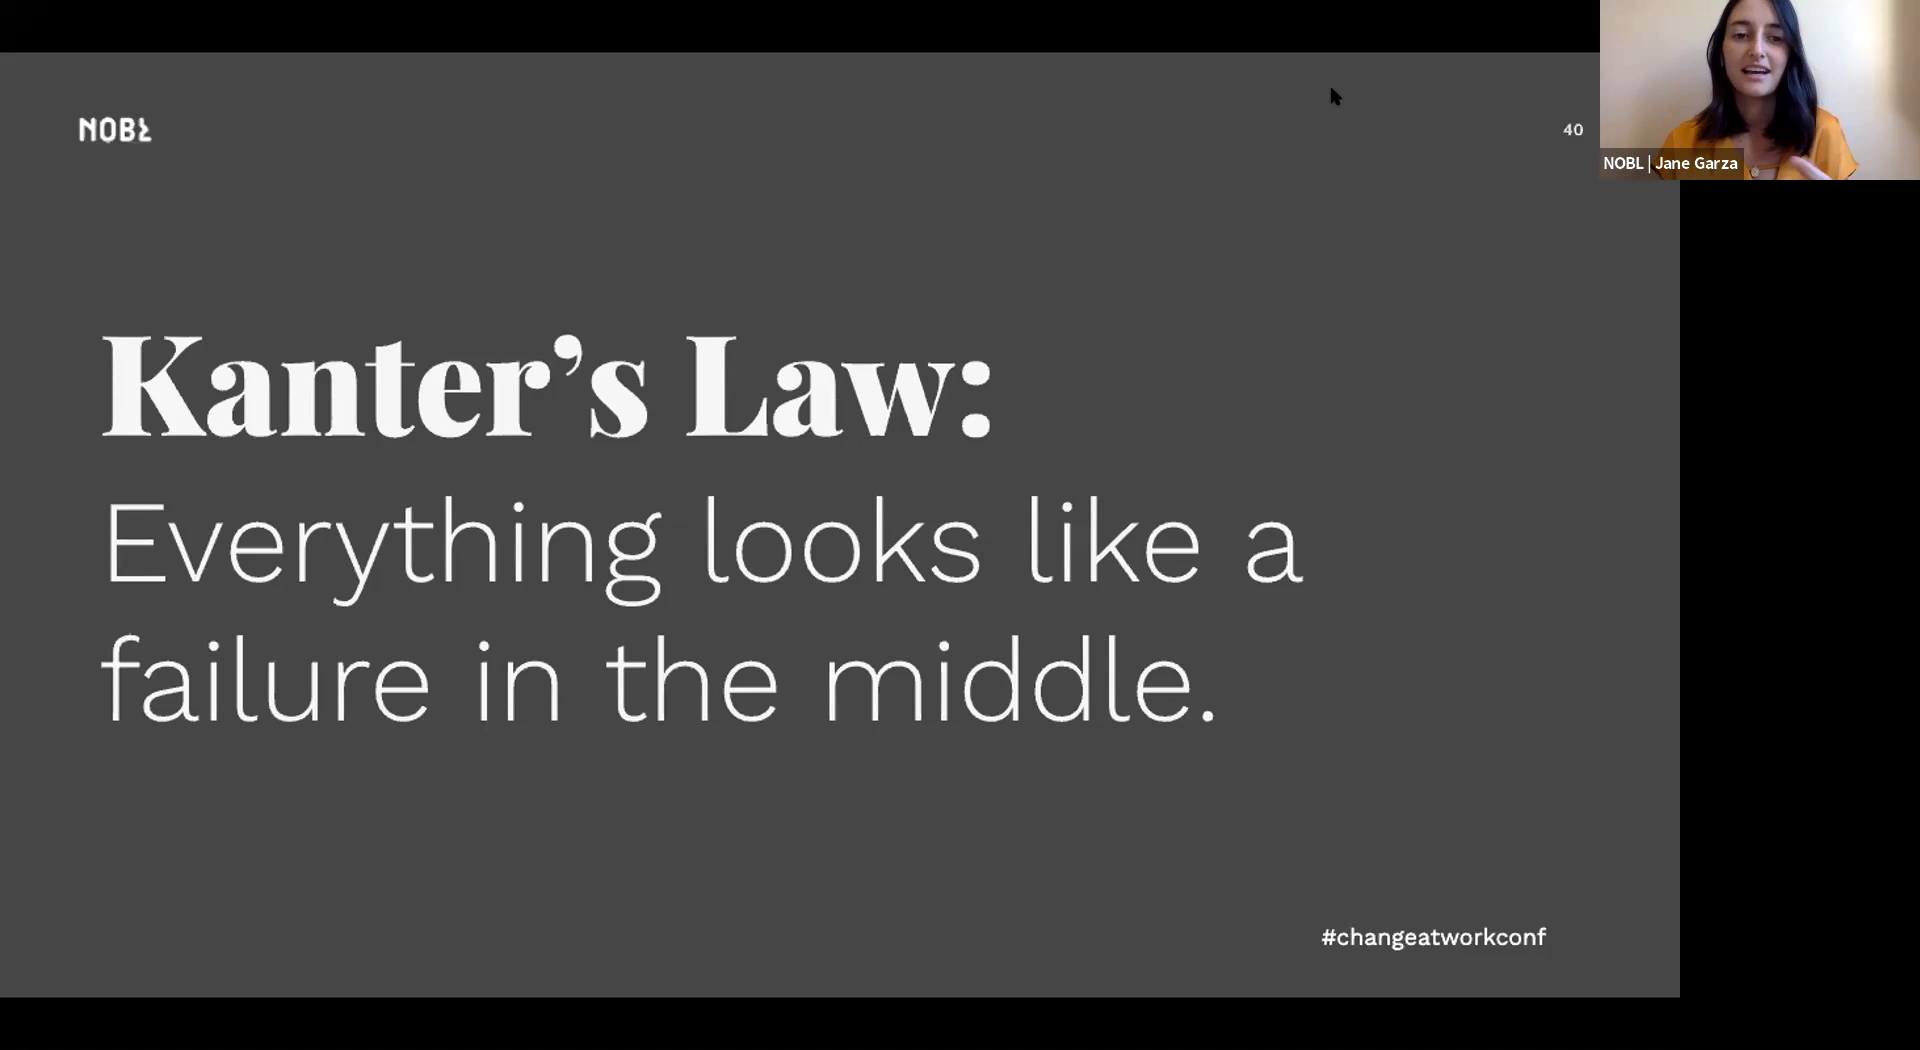 NOBL
40
NOBL | Jane Garza
Kanter’s Law:
Everything looks like a
failure in the middle.
#changeatworkconf